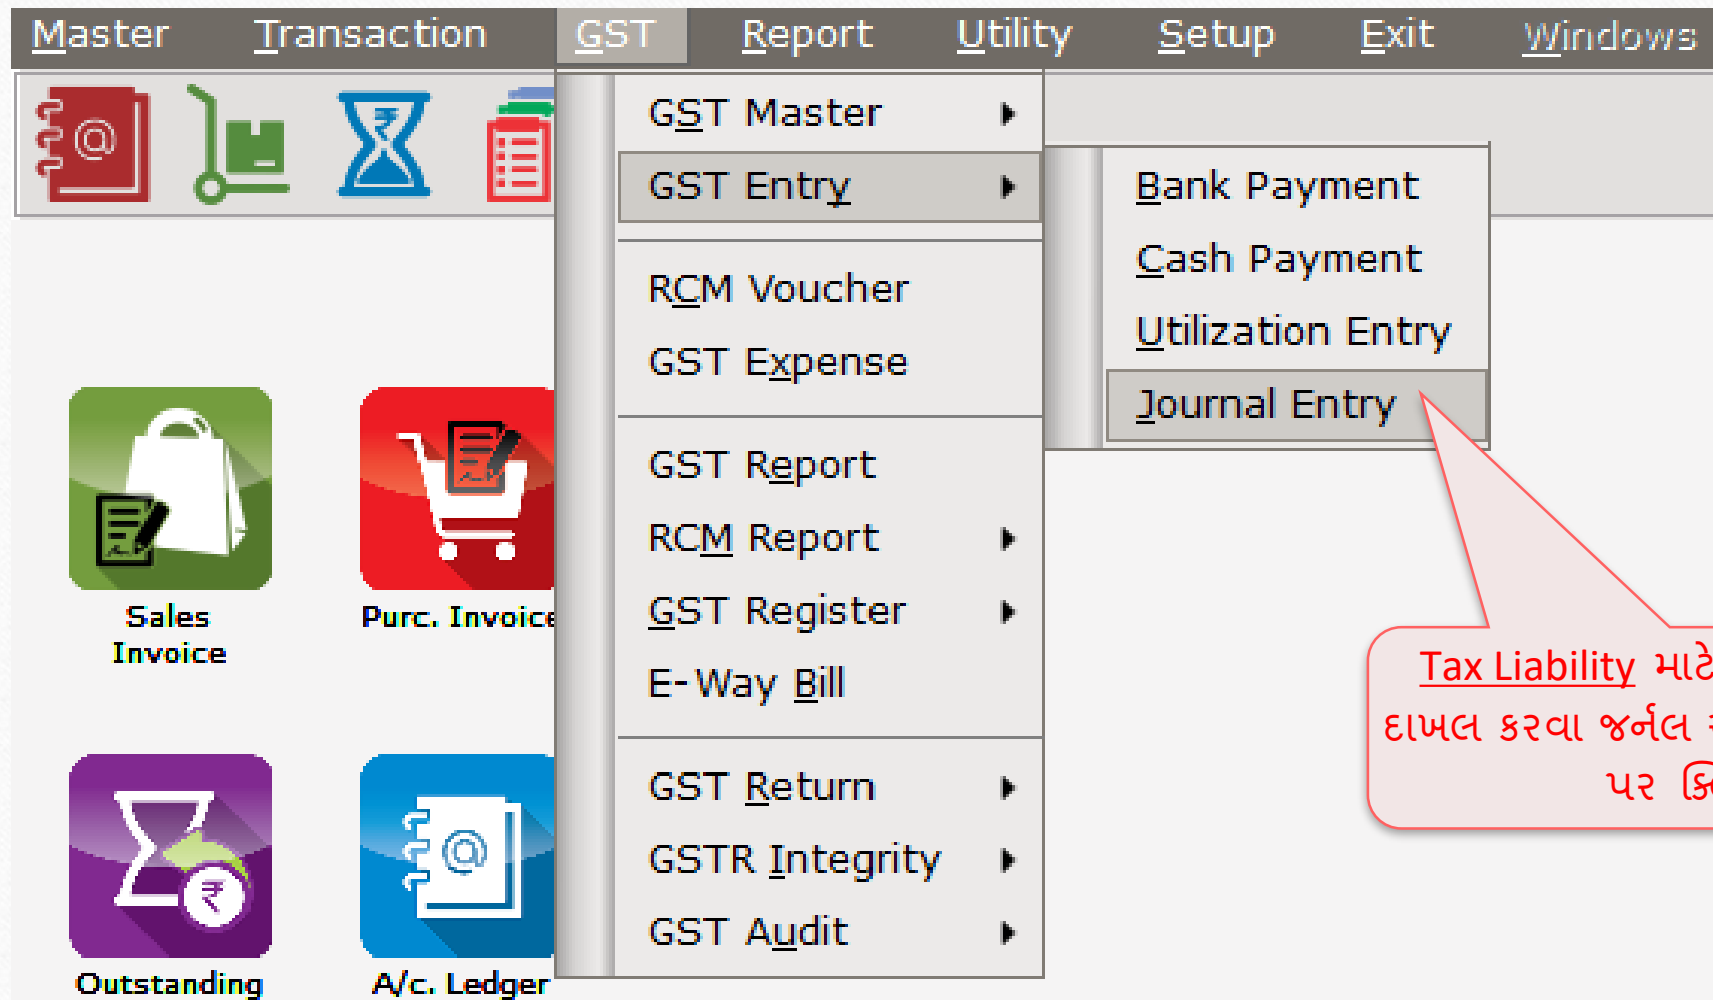 Master Transaction GST Report Utility Setup Exit Windows
GST Master
GST Entry
RCM Voucher
GST Expense
GST Report
RCM Report
GST Register
E-Way Bill
GST Return
GSTR Integrity
GST Audit
Bank Payment
Cash Payment
Utilization Entry
Journal Entry
Sales
Invoice
Purc. Invoice
Outstanding
A/c. Ledger
Tax Liability માટે
દાખલ કરવા જર્નલ
પર